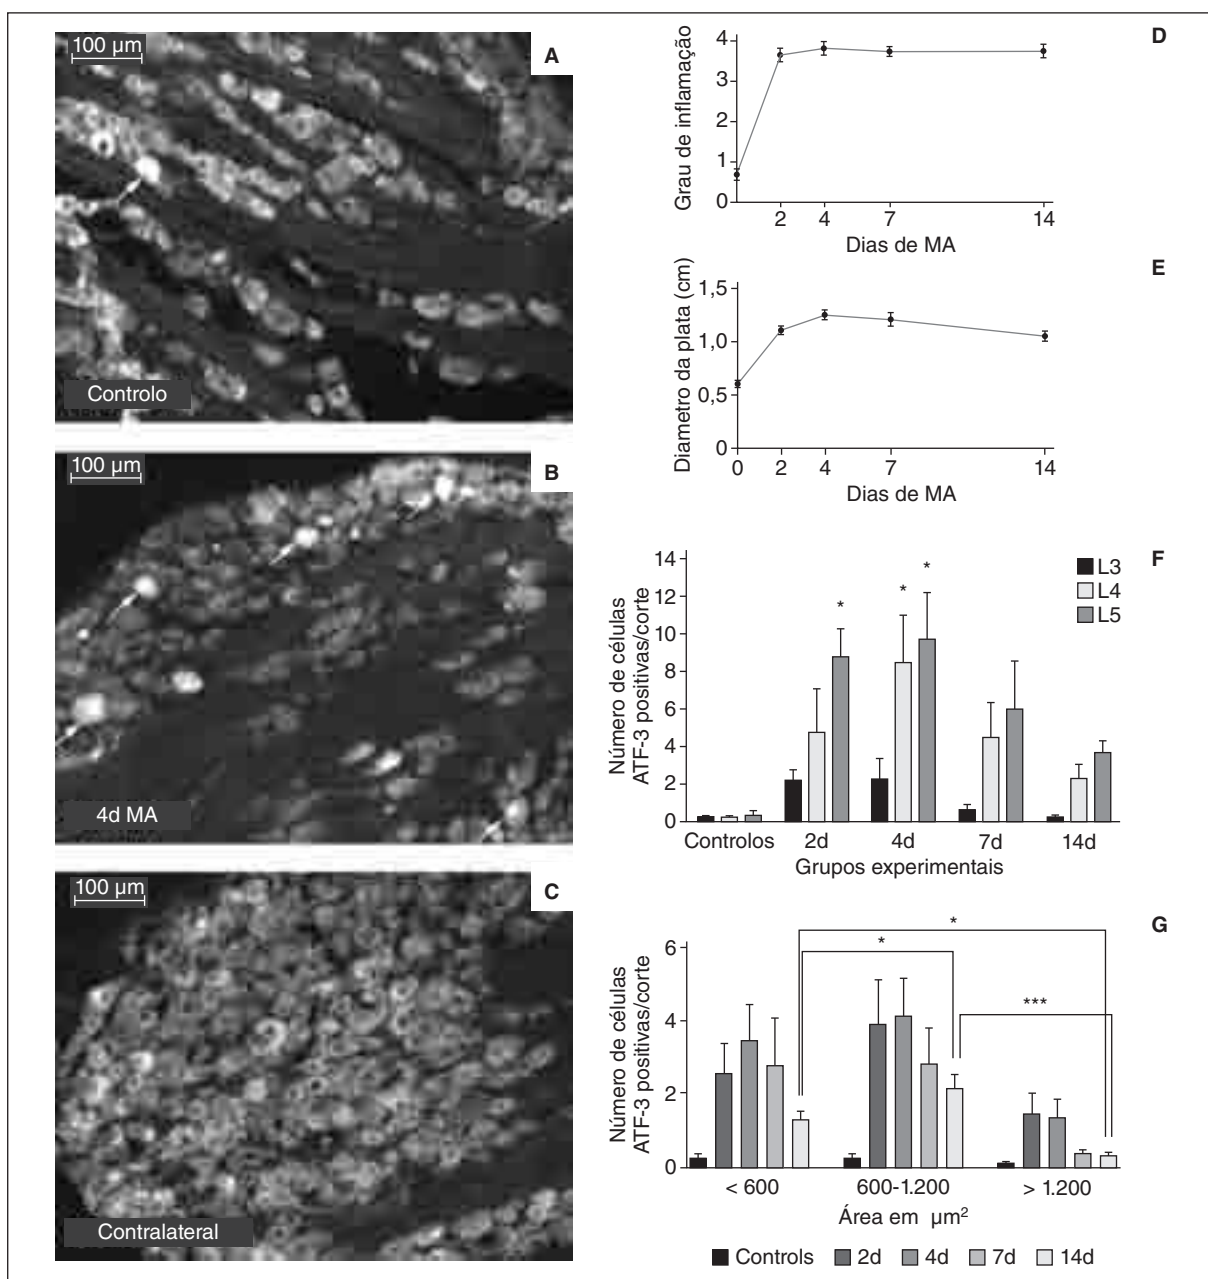 100 µm
A
Controlo
100 µm
B
4d MA
100 µm
C
Contralateral
D
Grau de inflamação
4
3
2
1
0
2 4 7 14
Dias de MA
E
Diametro da plata (cm)
1,5
1,0
0,5
0
0 2 4 7 14
Dias de MA
F
Número de células
ATF-3 positivas/corte
14
12
10
8
6
4
2
0
* * *
L3
L4
L5
Controlos 2d 4d 7d 14d
Grupos experimentais
G
Número de células
ATF-3 positivas/corte
6
4
2
0
*
*
***
< 600 600-1.200 > 1.200
Área em µm²
Controls 2d 4d 7d 14d